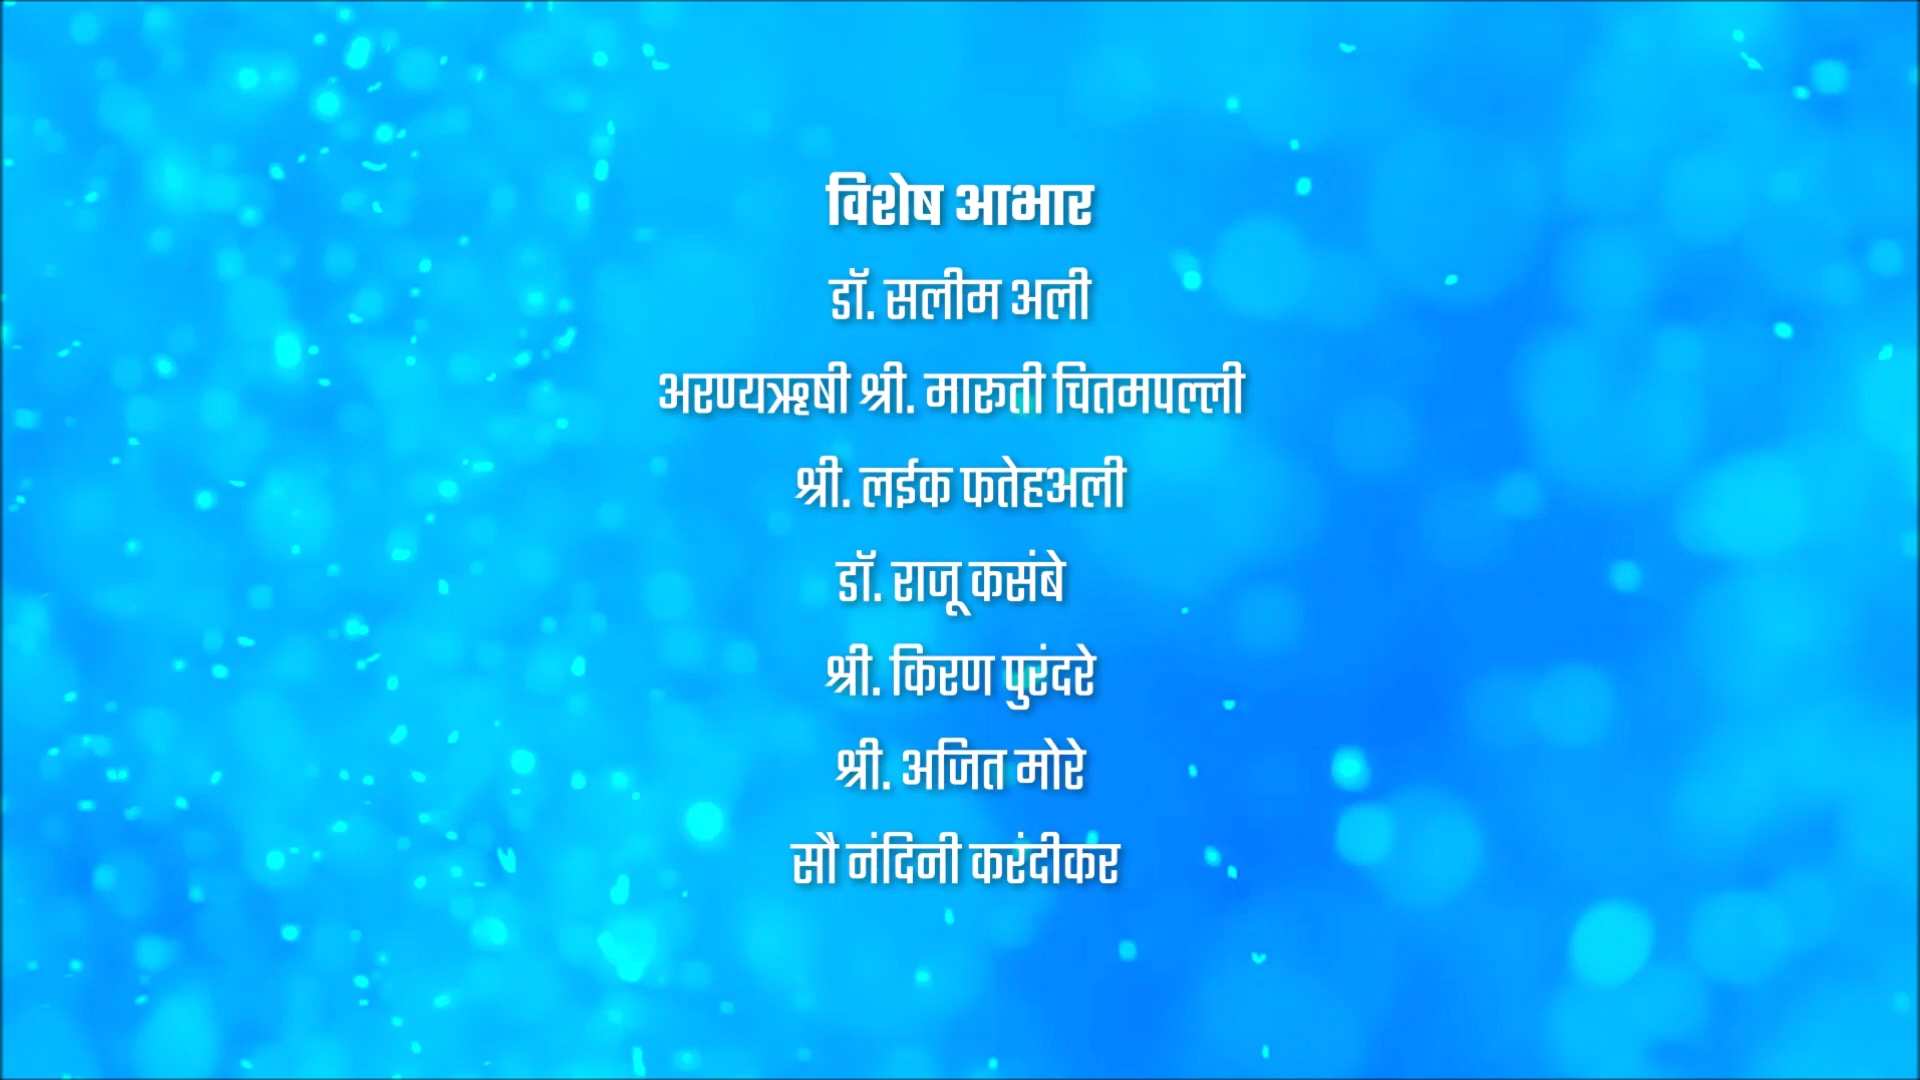 विशेष आभार
डॉ. सलीम अली
अरण्यऋषी श्री. मारूती चितमपल्ली
श्री. लईक फतेहअली
डॉ. राजू कसंबे
श्री. किरण पुरंदरे
श्री. अजित मोरे
सौ नंदिनी करंदीकर